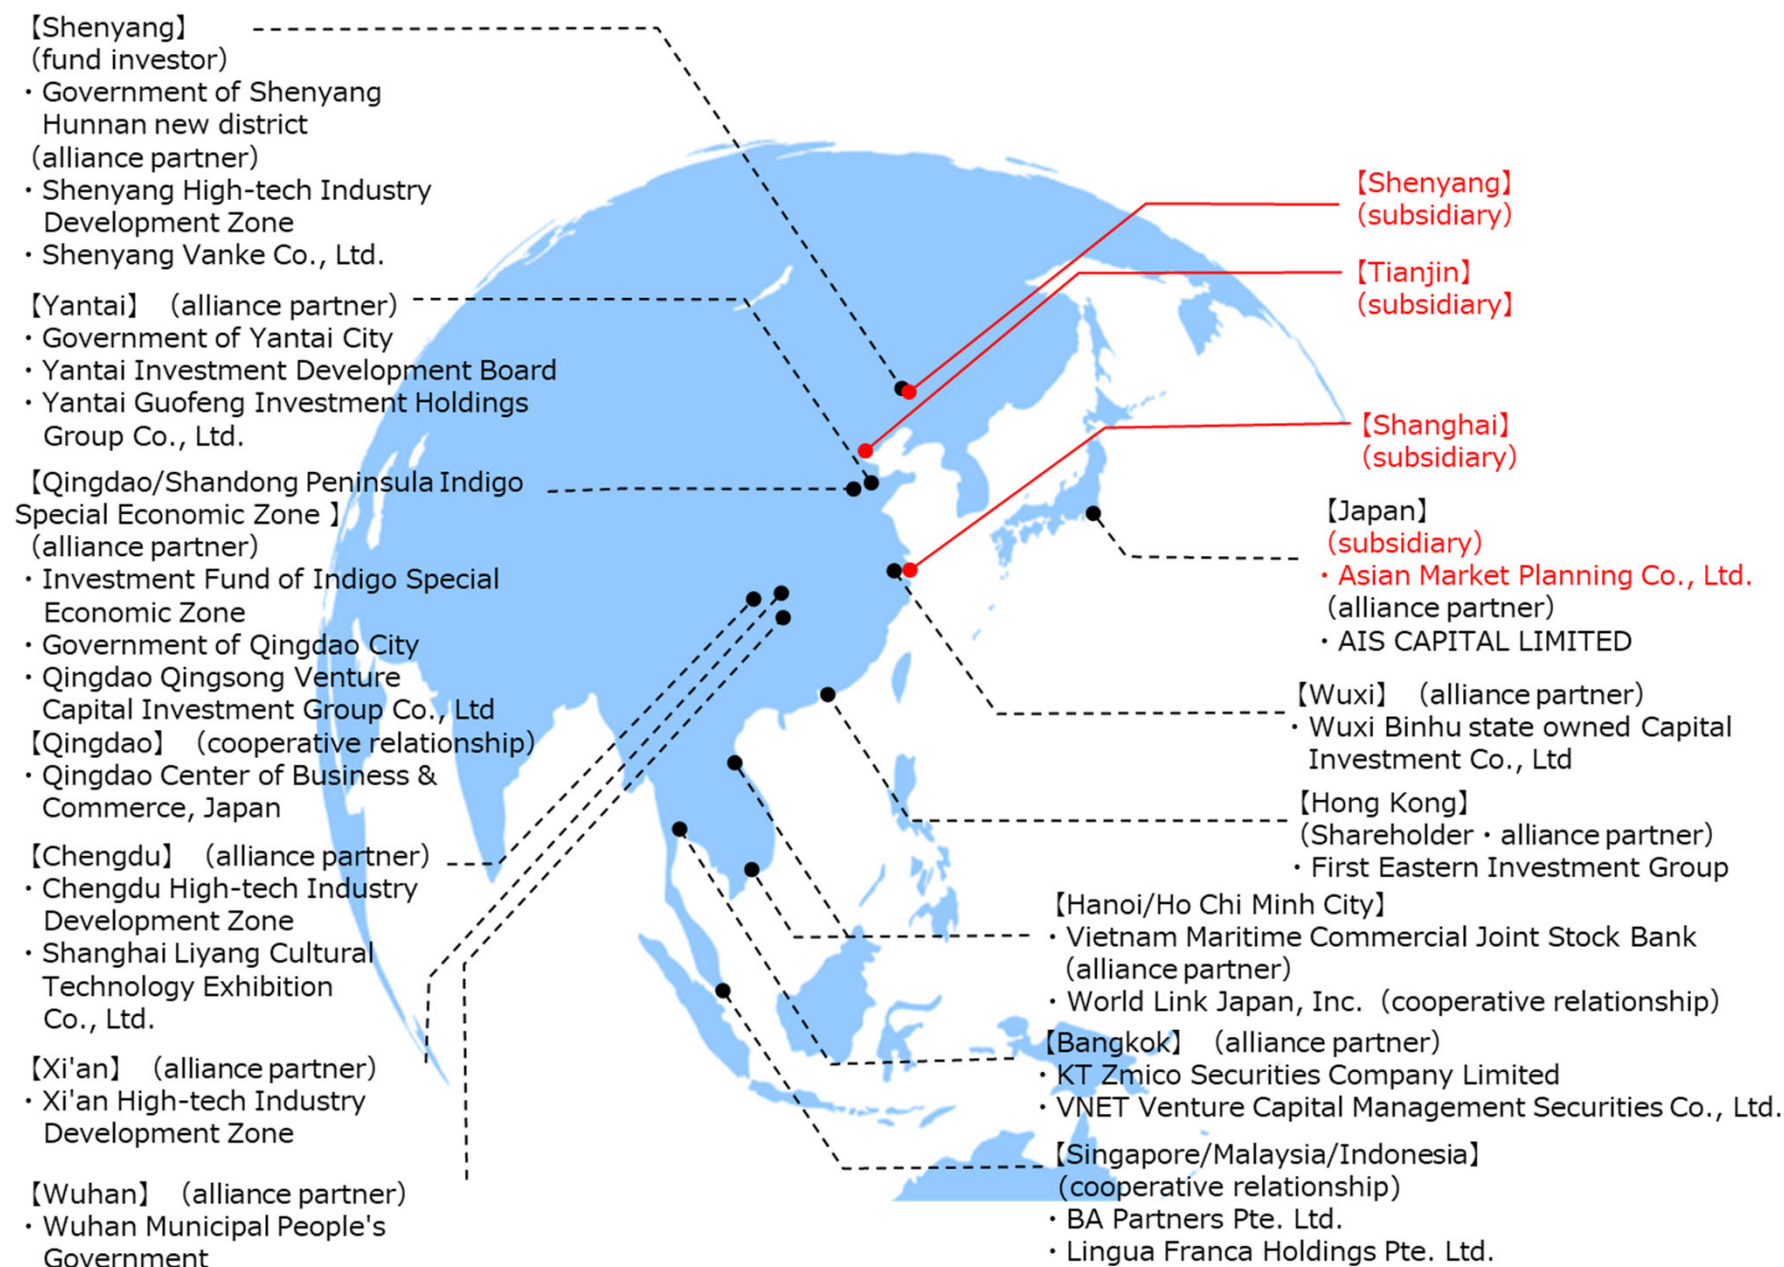 【Shenyang】
（fund investor）
・Government of Shenyang
Hunnan new district
（alliance partner）
・Shenyang High-tech Industry
Development Zone
・Shenyang Vanke Co., Ltd.
【Yantai】（alliance partner）
・Government of Yantai City
・Yantai Investment Development Board
・Yantai Guofeng Investment Holdings
Group Co., Ltd.
【Qingdao/Shandong Peninsula Indigo
Special Economic Zone 】
（alliance partner）
・Investment Fund of Indigo Special
Economic Zone
・Government of Qingdao City
・Qingdao Qingsong Venture
Capital Investment Group Co., Ltd
【Qingdao】（cooperative relationship）
・Qingdao Center of Business &
Commerce, Japan
【Chengdu】（alliance partner）
・Chengdu High-tech Industry
Development Zone
・Shanghai Liyang Cultural
Technology Exhibition
Co., Ltd.
【Xi'an】（alliance partner）
・Xi'an High-tech Industry
Development Zone
【Wuhan】（alliance partner）
・Wuhan Municipal People's
Government
【Shenyang】
（subsidiary）
【Tianjin】
（subsidiary】
【Shanghai】
（subsidiary）
【Japan】
（subsidiary）
・Asian Market Planning Co., Ltd.
（alliance partner）
・AIS CAPITAL LIMITED
【Wuxi】（alliance partner）
・Wuxi Binhu state owned Capital
Investment Co., Ltd
【Hong Kong】
（Shareholder・alliance partner）
・First Eastern Investment Group
【Hanoi/Ho Chi Minh City】
・Vietnam Maritime Commercial Joint Stock Bank
（alliance partner）
・World Link Japan, Inc.（cooperative relationship）
【Bangkok】（alliance partner）
・KT Zmico Securities Company Limited
・VNET Venture Capital Management Securities Co., Ltd.
【Singapore/Malaysia/Indonesia】
（cooperative relationship）
・BA Partners Pte. Ltd.
・Lingua Franca Holdings Pte. Ltd.